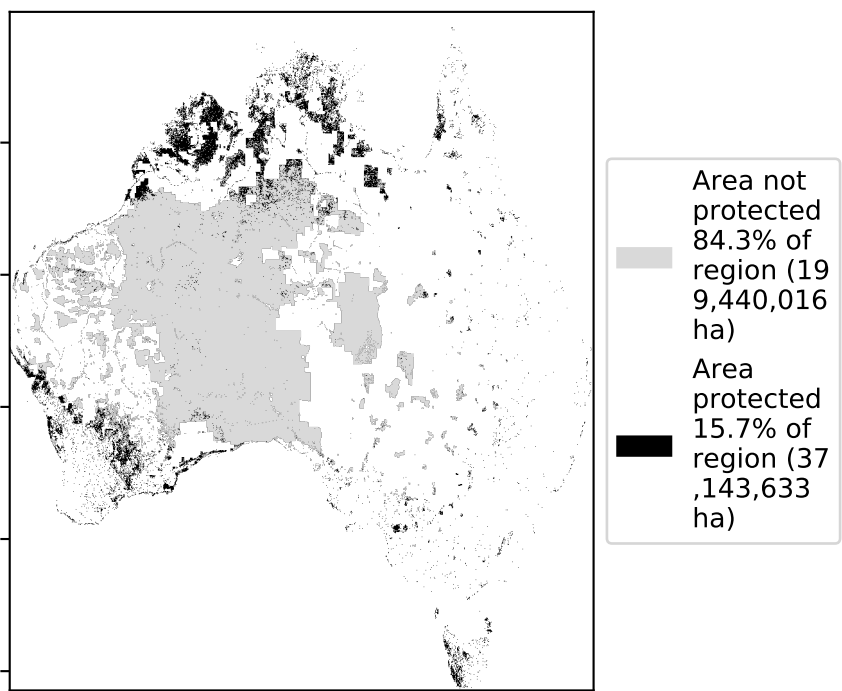 Area not
protected
84.3% of
region (19
9,440,016
ha)
Area
protected
15.7% of
region (37
,143,633
ha)